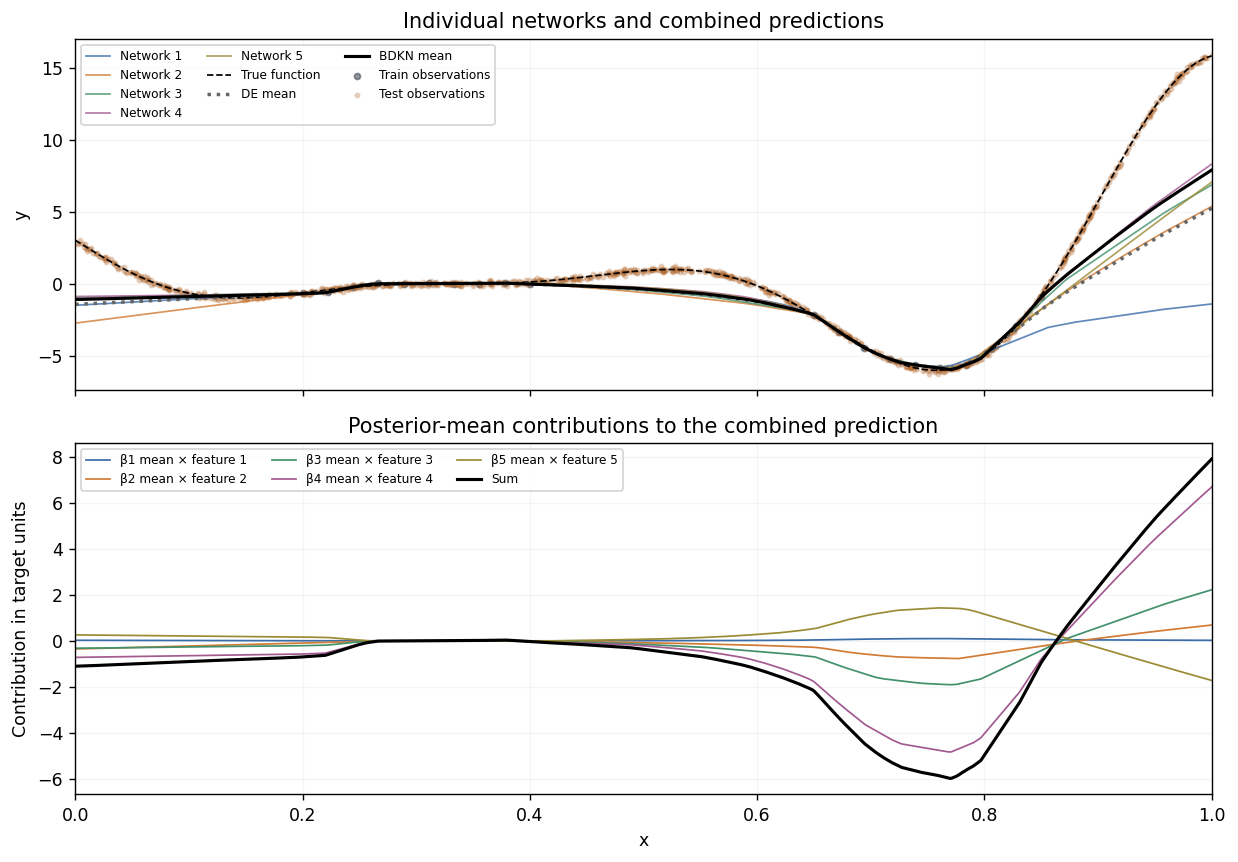 Individual networks and combined predictions
Network 1
Network 2
Network 3
Network 4
Network 5
True function
DE mean
BDKN mean
Train observations
Test observations
15
10
5
0
−5
y
Posterior-mean contributions to the combined prediction
β1 mean × feature 1
β2 mean × feature 2
β3 mean × feature 3
β4 mean × feature 4
β5 mean × feature 5
Sum
8
6
4
2
0
−2
−4
−6
Contribution in target units
0.0 0.2 0.4 0.6 0.8 1.0
x